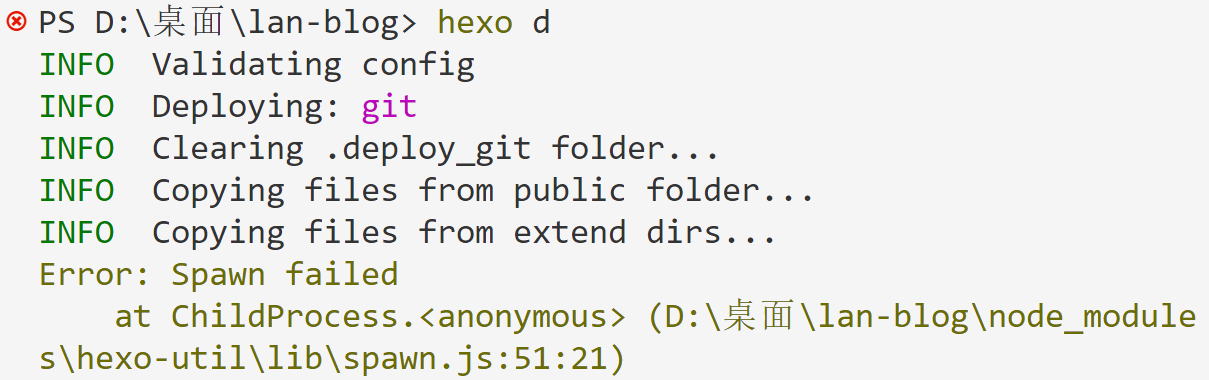 PS D:\桌面\lan-blog> hexo d
INFO  Validating config
INFO  Deploying: git
INFO  Clearing .deploy_git folder...
INFO  Copying files from public folder...
INFO  Copying files from extend dirs...
Error: Spawn failed
    at ChildProcess.<anonymous> (D:\桌面\lan-blog\node_module
s\hexo-util\lib\spawn.js:51:21)